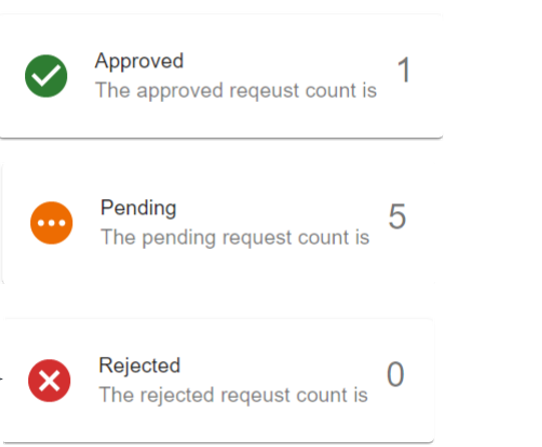 Approved
The approved reqeust count is
1
Pending
The pending request count is
5
Rejected
The rejected reqeust count is
0